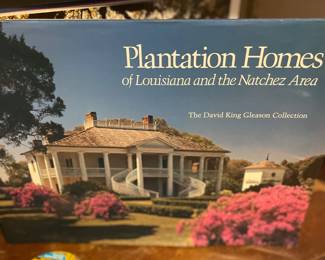 Plantation Homes
of Louisiana and the Natchez Area
The David King Gleason Collection